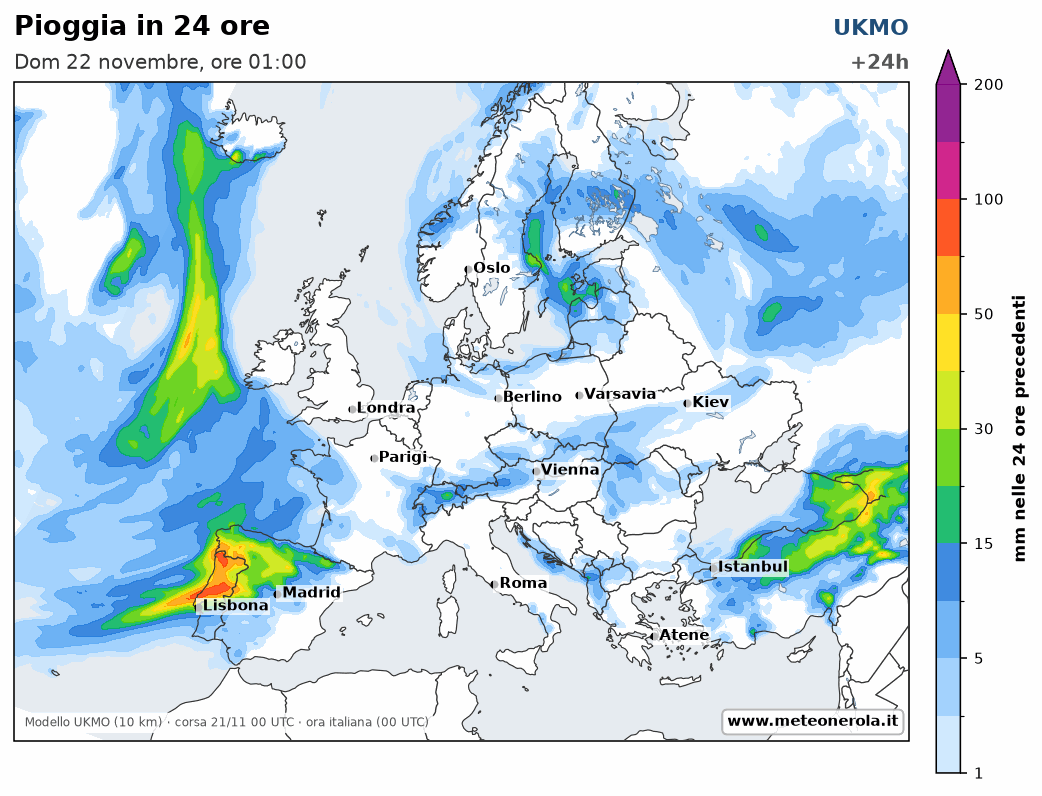 Pioggia in 24 ore
UKMO
Dom 22 novembre, ore 01:00
+24h
200
100
50
30
15
5
1
mm nelle 24 ore precedenti
Oslo
Berlino
Varsavia
Kiev
Londra
Parigi
Vienna
Istanbul
Roma
Madrid
Lisbona
Atene
Modello UKMO (10 km) · corsa 21/11 00 UTC · ora italiana (00 UTC)
www.meteonerola.it